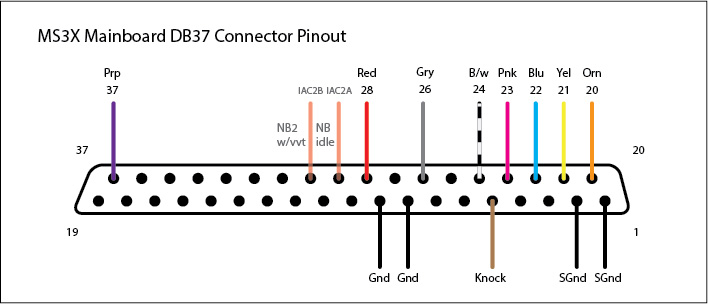 MS3X Mainboard DB37 Connector Pinout
Prp
37
IAC2B
IAC2A
Red
28
Gry
26
B/w
24
Pnk
23
Blu
22
Yel
21
Orn
20
NB2
w/vvt
NB
idle
37
20
19
1
Gnd
Gnd
Knock
SGnd
SGnd